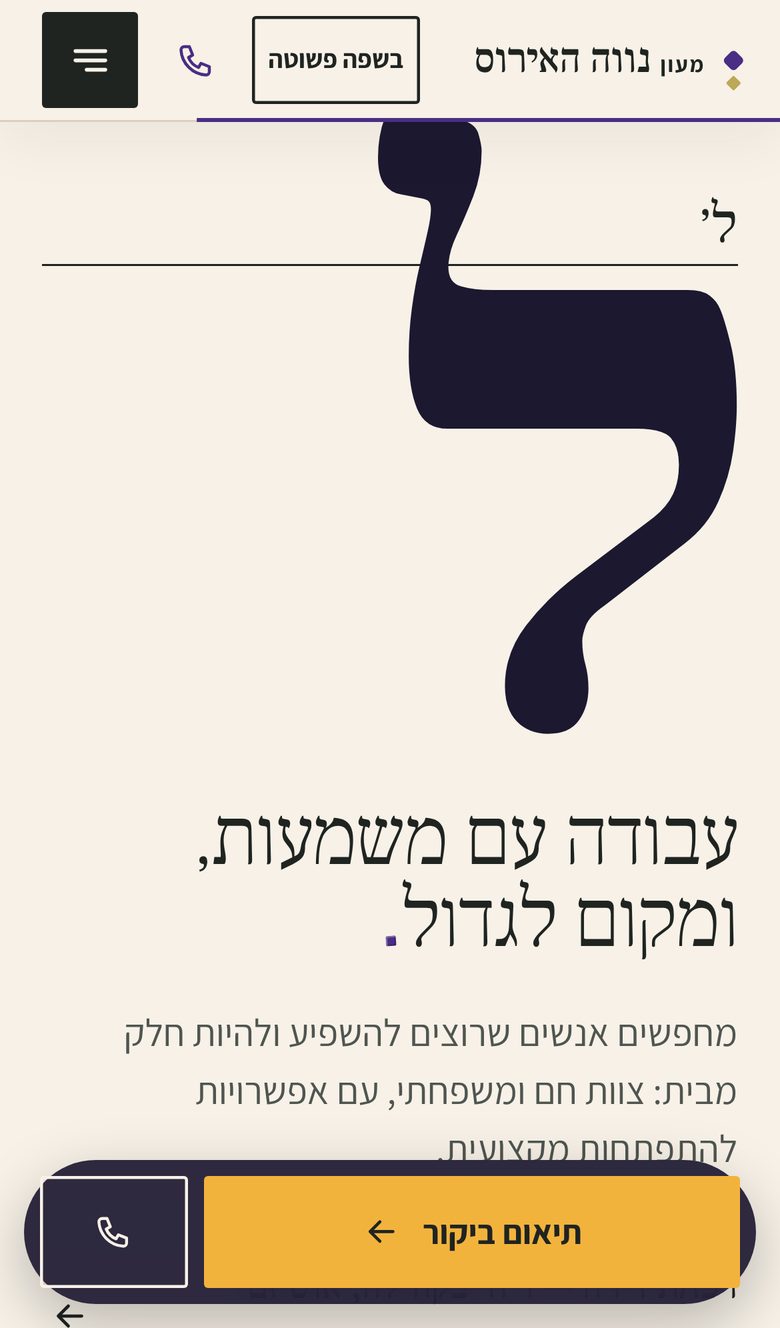 מעון נווה האירוס
בשפה פשוטה
ל׳
ל
עבודה עם משמעות,
ומקום לגדול.
מחפשים אנשים שרוצים להשפיע ולהיות חלק
מבית: צוות חם ומשפחתי, עם אפשרויות
להתפתחות מקצועית.
תיאום ביקור